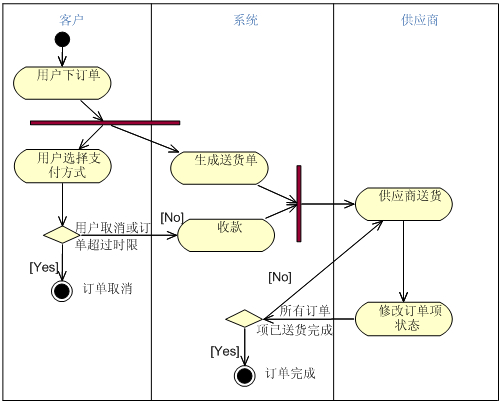 客户
系统
供应商
用户下订单
用户选择支
付方式
生成送货单
供应商送货
用户取消或订
单超过时限
[No]
收款
[Yes]
订单取消
[No]
所有订单
项已送货完成
修改订单项
状态
[Yes]
订单完成